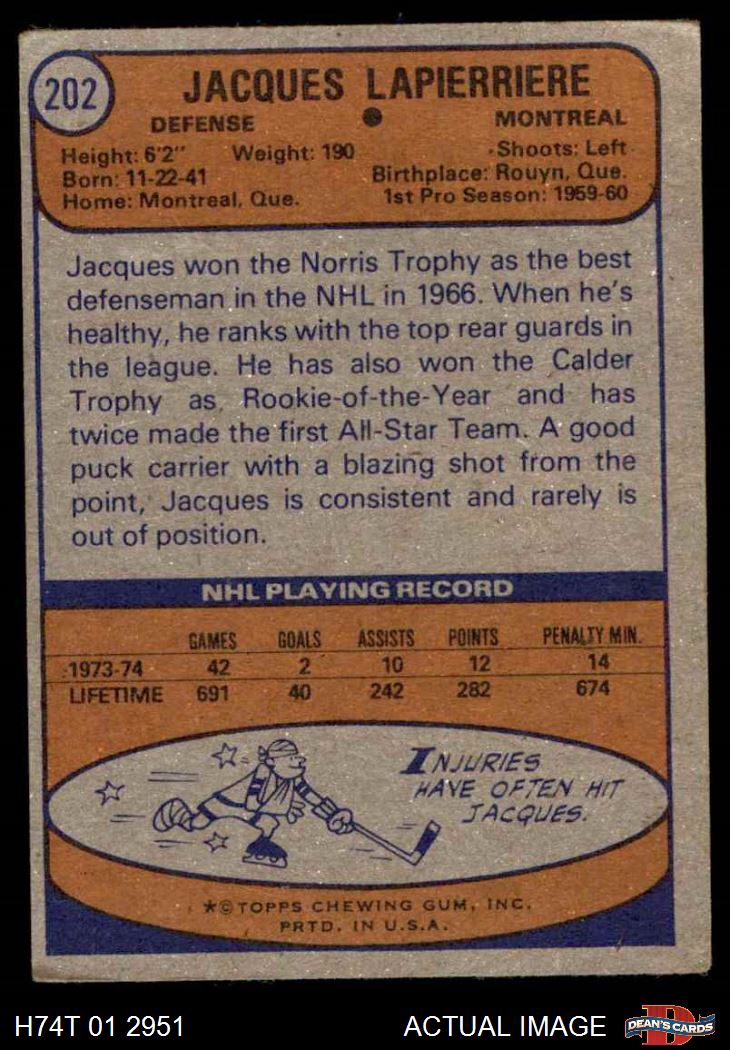 202
JACQUES LAPIERRIERE
DEFENSE
MONTREAL
Height: 6'2" Weight: 190
Shoots: Left
Born: 11-22-41
Birthplace: Rouyn, Que.
Home: Montreal, Que.
1st Pro Season: 1959-60
Jacques won the Norris Trophy as the best
defenseman in the NHL in 1966. When he's
healthy, he ranks with the top rear guards in
the league. He has also won the Calder
Trophy as Rookie-of-the-Year and has
twice made the first All-Star Team. A good
puck carrier with a blazing shot from the
point, Jacques is consistent and rarely is
out of position.
NHL PLAYING RECORD
GAMES GOALS ASSISTS POINTS PENALTY MIN.
1973-74 42 2 10 12 14
LIFETIME 691 40 242 282 674
INJURIES
HAVE OFTEN HIT
JACQUES.
*©TOPPS CHEWING GUM, INC.
PRTD. IN U.S.A.
H74T 01 2951
ACTUAL IMAGE
D
DEAN'S CARDS